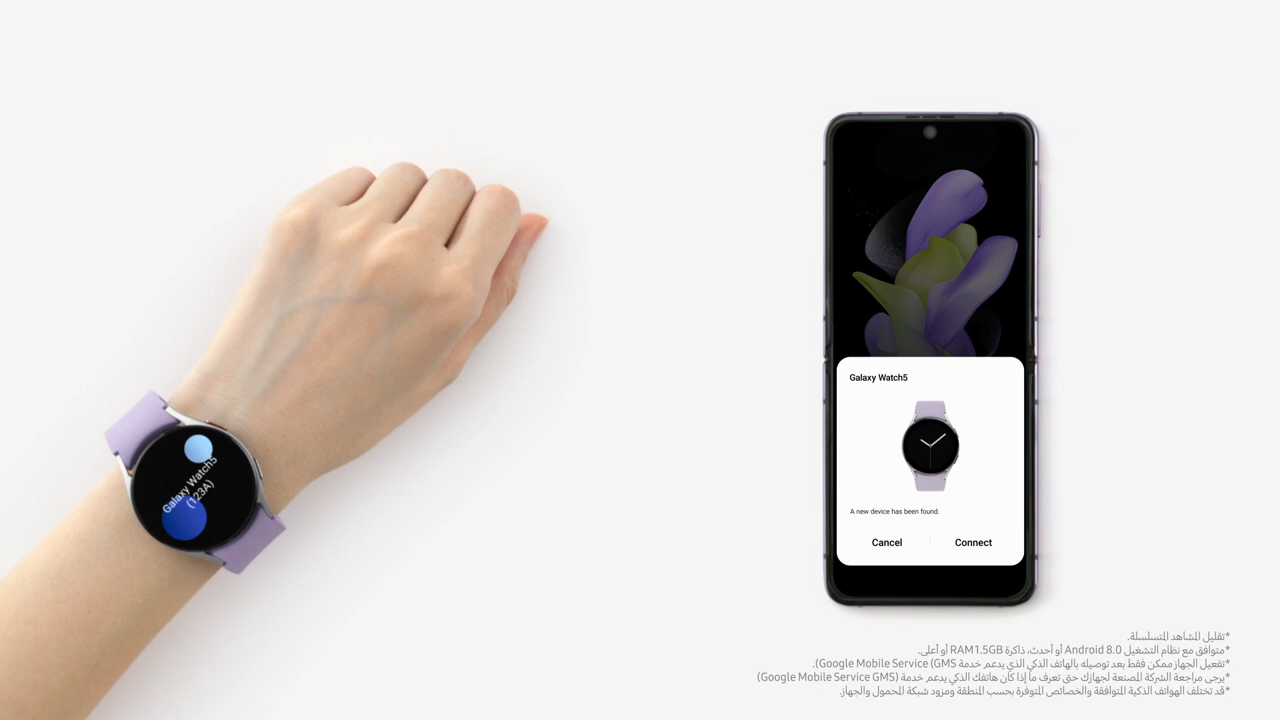 Galaxy Watch5
(123A)
Galaxy Watch5
A new device has been found.
Cancel
Connect
*تقليل المشاهد المتسلسلة.
*متوافق مع نظام التشغيل Android 8.0 أو أحدث، ذاكرة RAM 1.5GB أو أعلى.
*تفعيل الجهاز ممكن فقط بعد توصيله بالهاتف الذكي الذي يدعم خدمة Google Mobile Service (GMS).
*يرجى مراجعة الشركة المصنعة لجهازك حتى تعرف ما إذا كان هاتفك الذكي يدعم خدمة (Google Mobile Service GMS)
*قد تختلف الهواتف الذكية المتوافقة والخصائص المتوفرة بحسب المنطقة ومزود شبكة المحمول والجهاز.